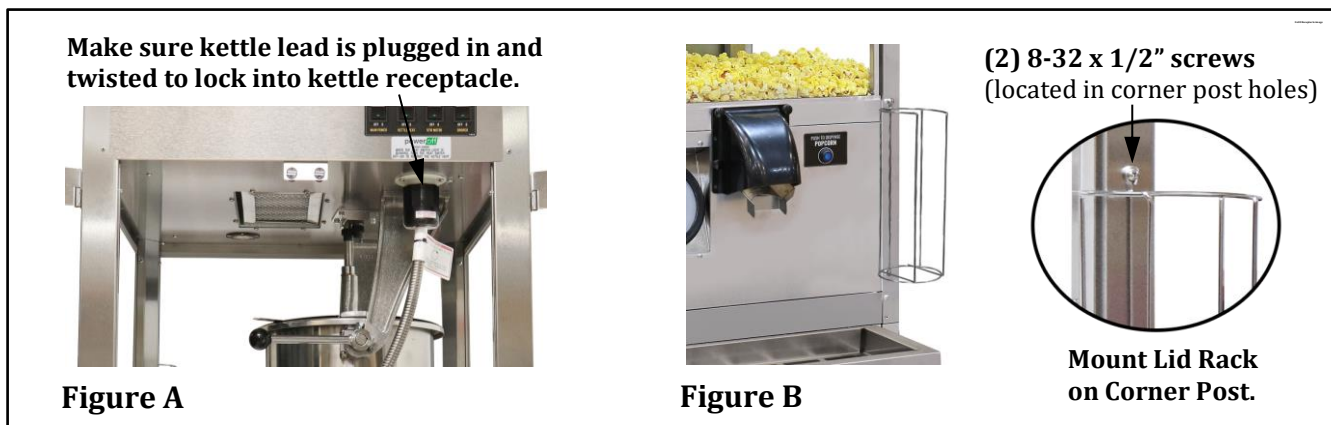 Make sure kettle lead is plugged in and
twisted to lock into kettle receptacle.
poweroff
Figure A
PUSH TO DISPENSE
POPCORN
Figure B
(2) 8-32 x 1/2” screws
(located in corner post holes)
Mount Lid Rack
on Corner Post.